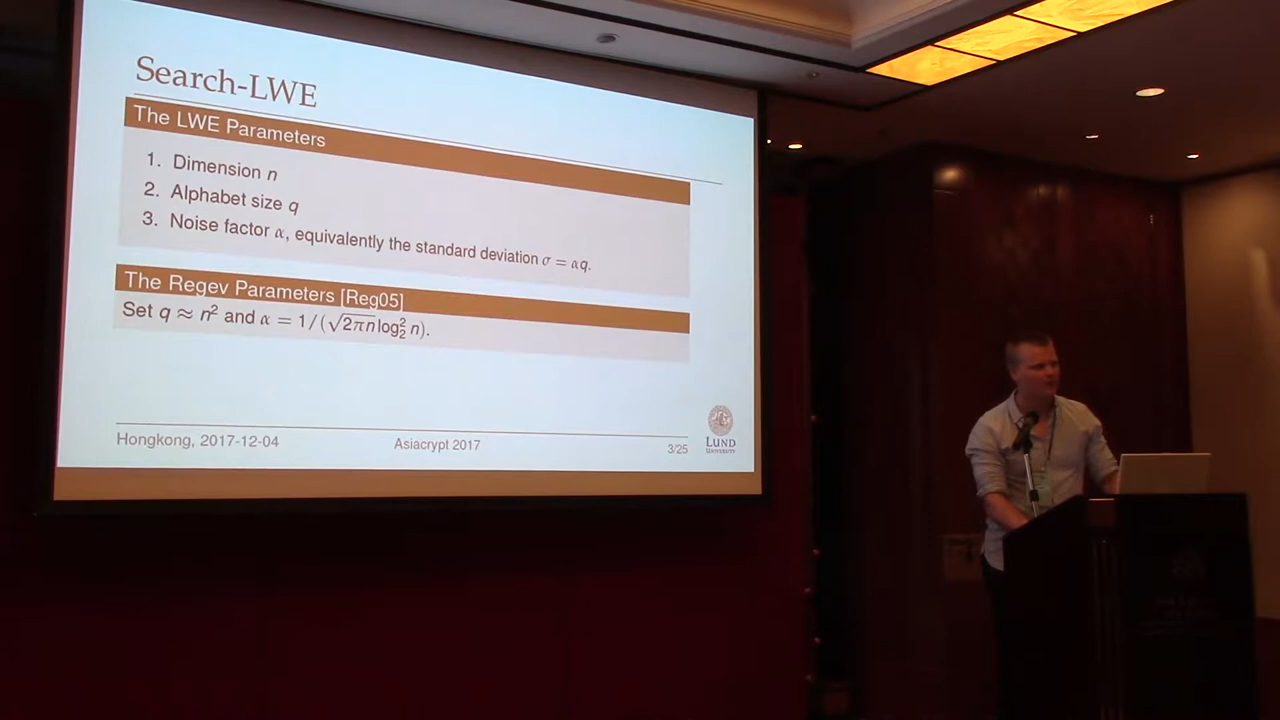 Search-LWE
The LWE Parameters
1. Dimension n
2. Alphabet size q
3. Noise factor α, equivalently the standard deviation σ = αq.
The Regev Parameters [Reg05]
Set q ≈ n² and α = 1/(√2πn log₂² n).
Hongkong, 2017-12-04
Asiacrypt 2017
3/25
LUND
UNIVERSITY